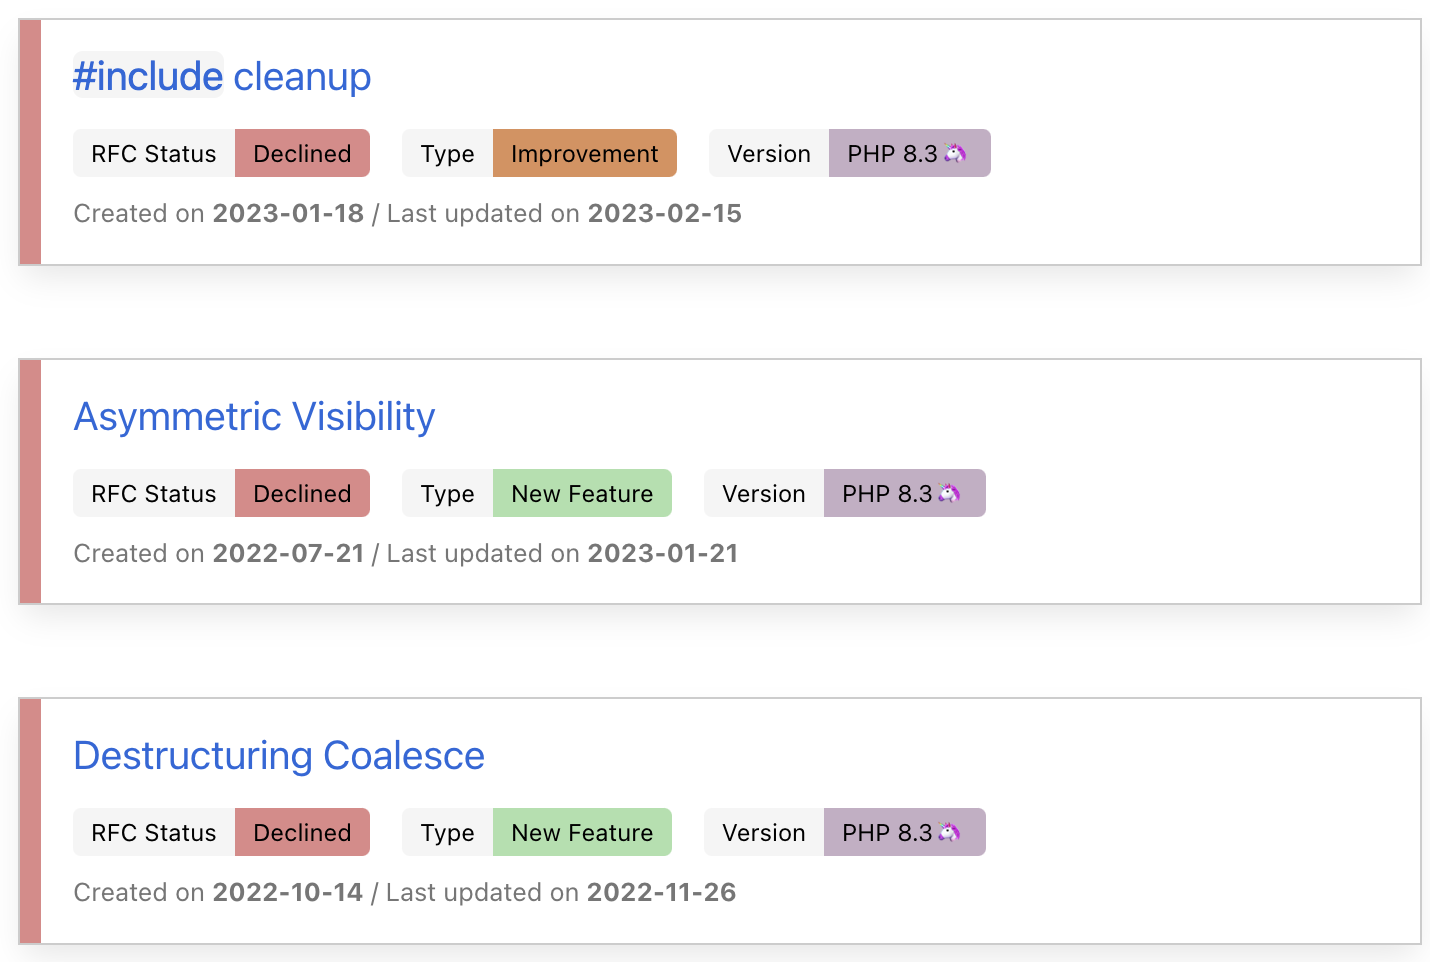 #include cleanup
RFC Status Declined Type Improvement Version PHP 8.3🦄
Created on 2023-01-18 / Last updated on 2023-02-15
Asymmetric Visibility
RFC Status Declined Type New Feature Version PHP 8.3🦄
Created on 2022-07-21 / Last updated on 2023-01-21
Destructuring Coalesce
RFC Status Declined Type New Feature Version PHP 8.3🦄
Created on 2022-10-14 / Last updated on 2022-11-26